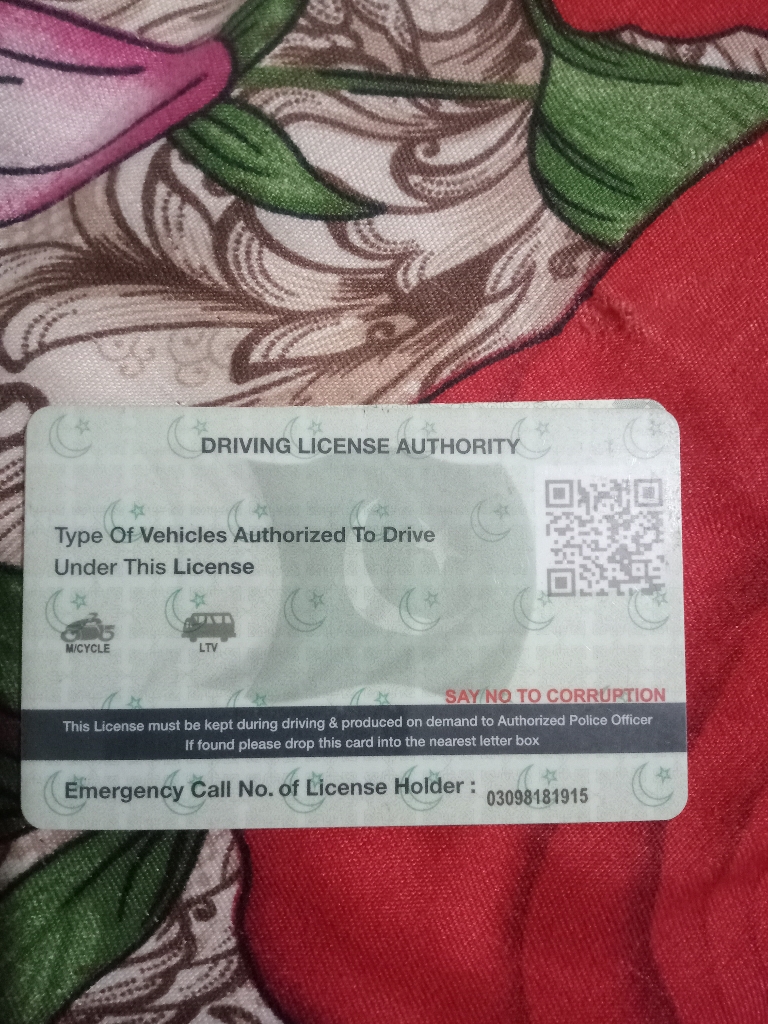 DRIVING LICENSE AUTHORITY
Type Of Vehicles Authorized To Drive
Under This License
M/CYCLE LTV
SAY NO TO CORRUPTION
This License must be kept during driving & produced on demand to Authorized Police Officer
If found please drop this card into the nearest letter box
Emergency Call No. of License Holder : 03098181915